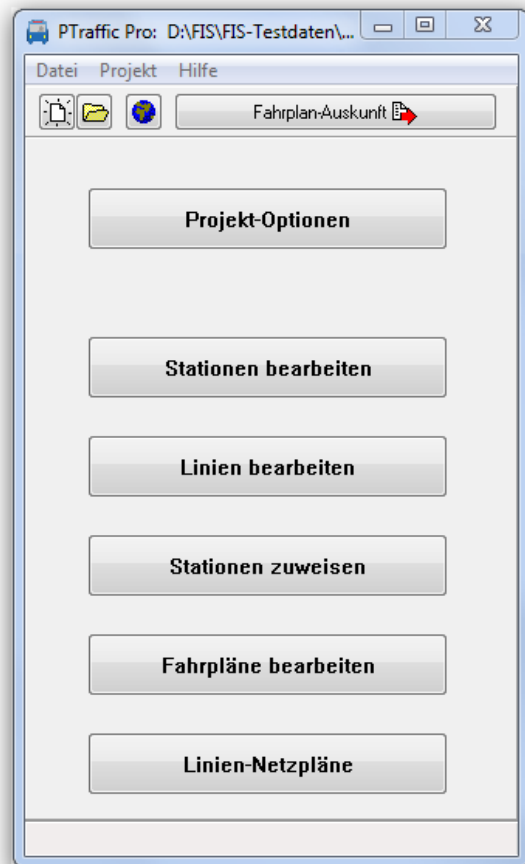 PTraffic Pro: D:\FIS\FIS-Testdaten\...
Datei Projekt Hilfe
Fahrplan-Auskunft
Projekt-Optionen
Stationen bearbeiten
Linien bearbeiten
Stationen zuweisen
Fahrpläne bearbeiten
Linien-Netzpläne